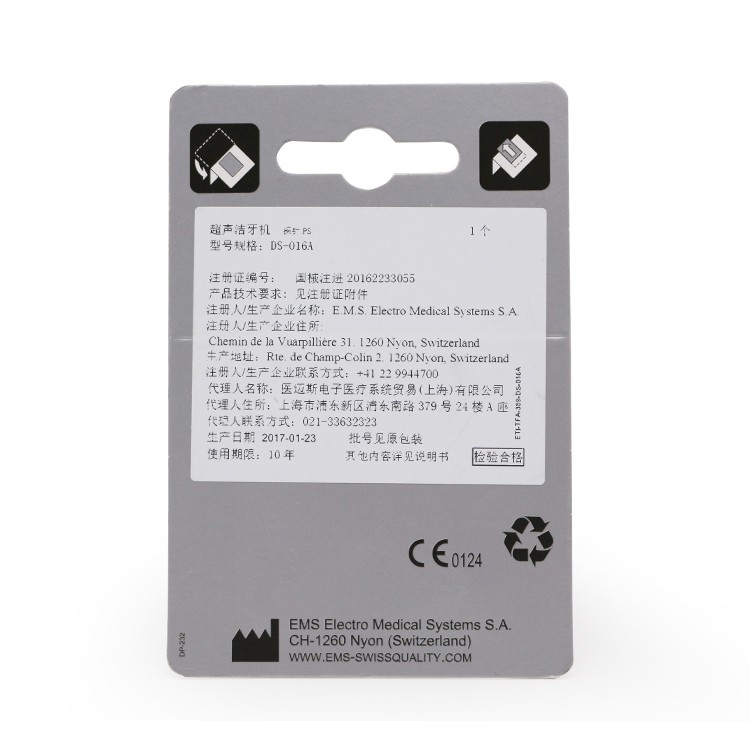 超声洁牙机 探针 PS 1 个
型号规格: DS-016A
注册证编号: 国械注进 20162233055
产品技术要求: 见注册证附件
注册人/生产企业名称: E.M.S. Electro Medical Systems S.A.
注册人/生产企业住所:
Chemin de la Vuarpillière 31. 1260 Nyon, Switzerland
生产地址: Rte. de Champ-Colin 2. 1260 Nyon, Switzerland
注册人/生产企业联系方式: +41 22 9944700
代理人名称: 医迈斯电子医疗系统贸易(上海)有限公司
代理人住所: 上海市浦东新区浦东南路 379 号 24 楼 A 座
代理人联系方式: 021-33632323
生产日期 2017-01-23 批号见原包装
使用期限: 10 年 其他内容详见说明书 检验合格
CE 0124
EMS Electro Medical Systems S.A.
CH-1260 Nyon (Switzerland)
WWW.EMS-SWISSQUALITY.COM
DP-232